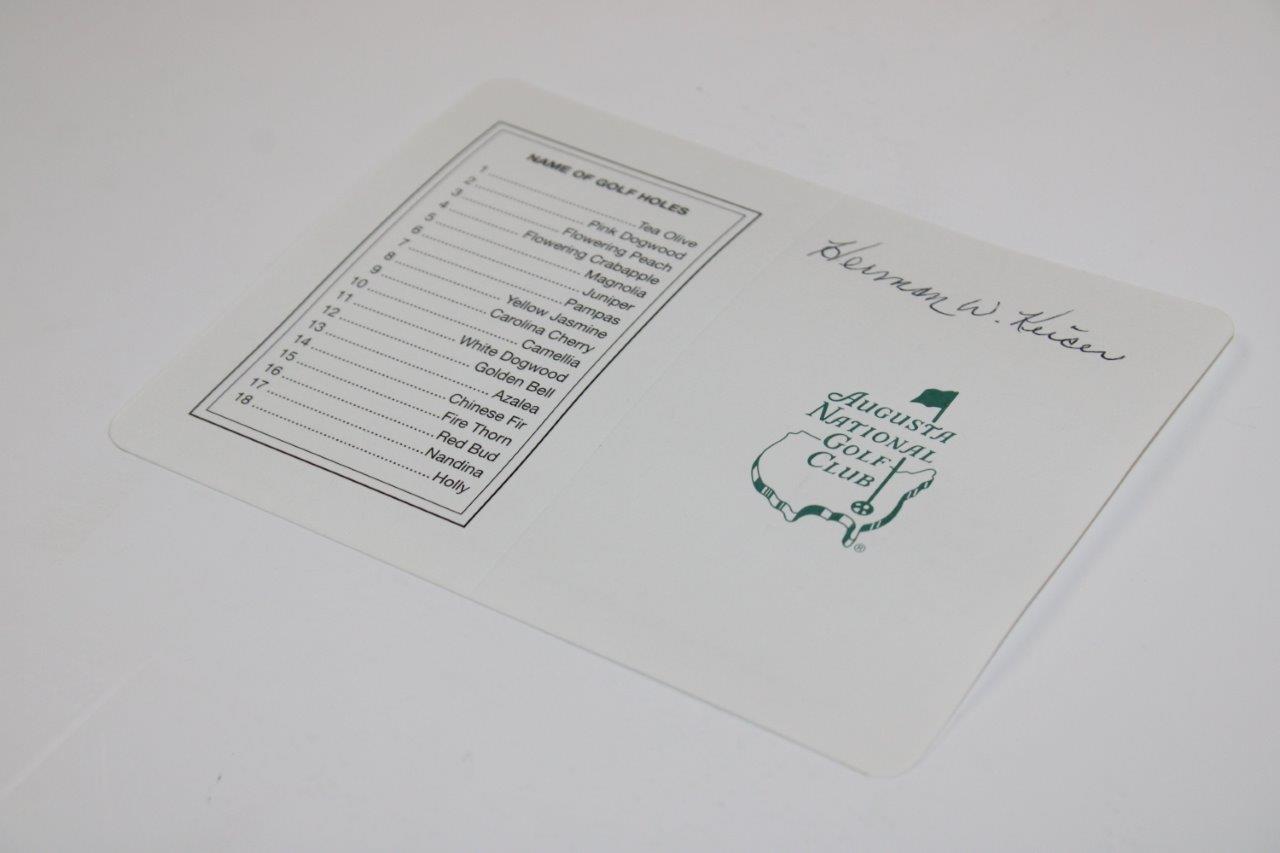 NAME OF GOLF HOLES
1 ........ Tea Olive
2 ........ Pink Dogwood
3 ........ Flowering Peach
4 ........ Flowering Crabapple
5 ........ Magnolia
6 ........ Juniper
7 ........ Pampas
8 ........ Yellow Jasmine
9 ........ Carolina Cherry
10 ........ Camellia
11 ........ White Dogwood
12 ........ Golden Bell
13 ........ Azalea
14 ........ Chinese Fir
15 ........ Fire Thorn
16 ........ Red Bud
17 ........ Nandina
18 ........ Holly
Herman W. Keiser
AUGUSTA
NATIONAL
GOLF
CLUB
®